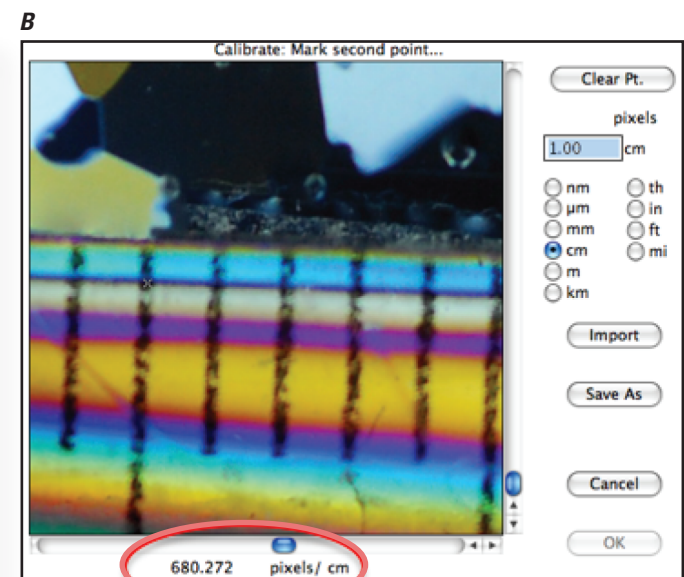 B
Calibrate: Mark second point...
Clear Pt.
pixels
1.00 cm
nm th
µm in
mm ft
cm mi
m
km
Import
Save As
Cancel
OK
680.272 pixels/ cm